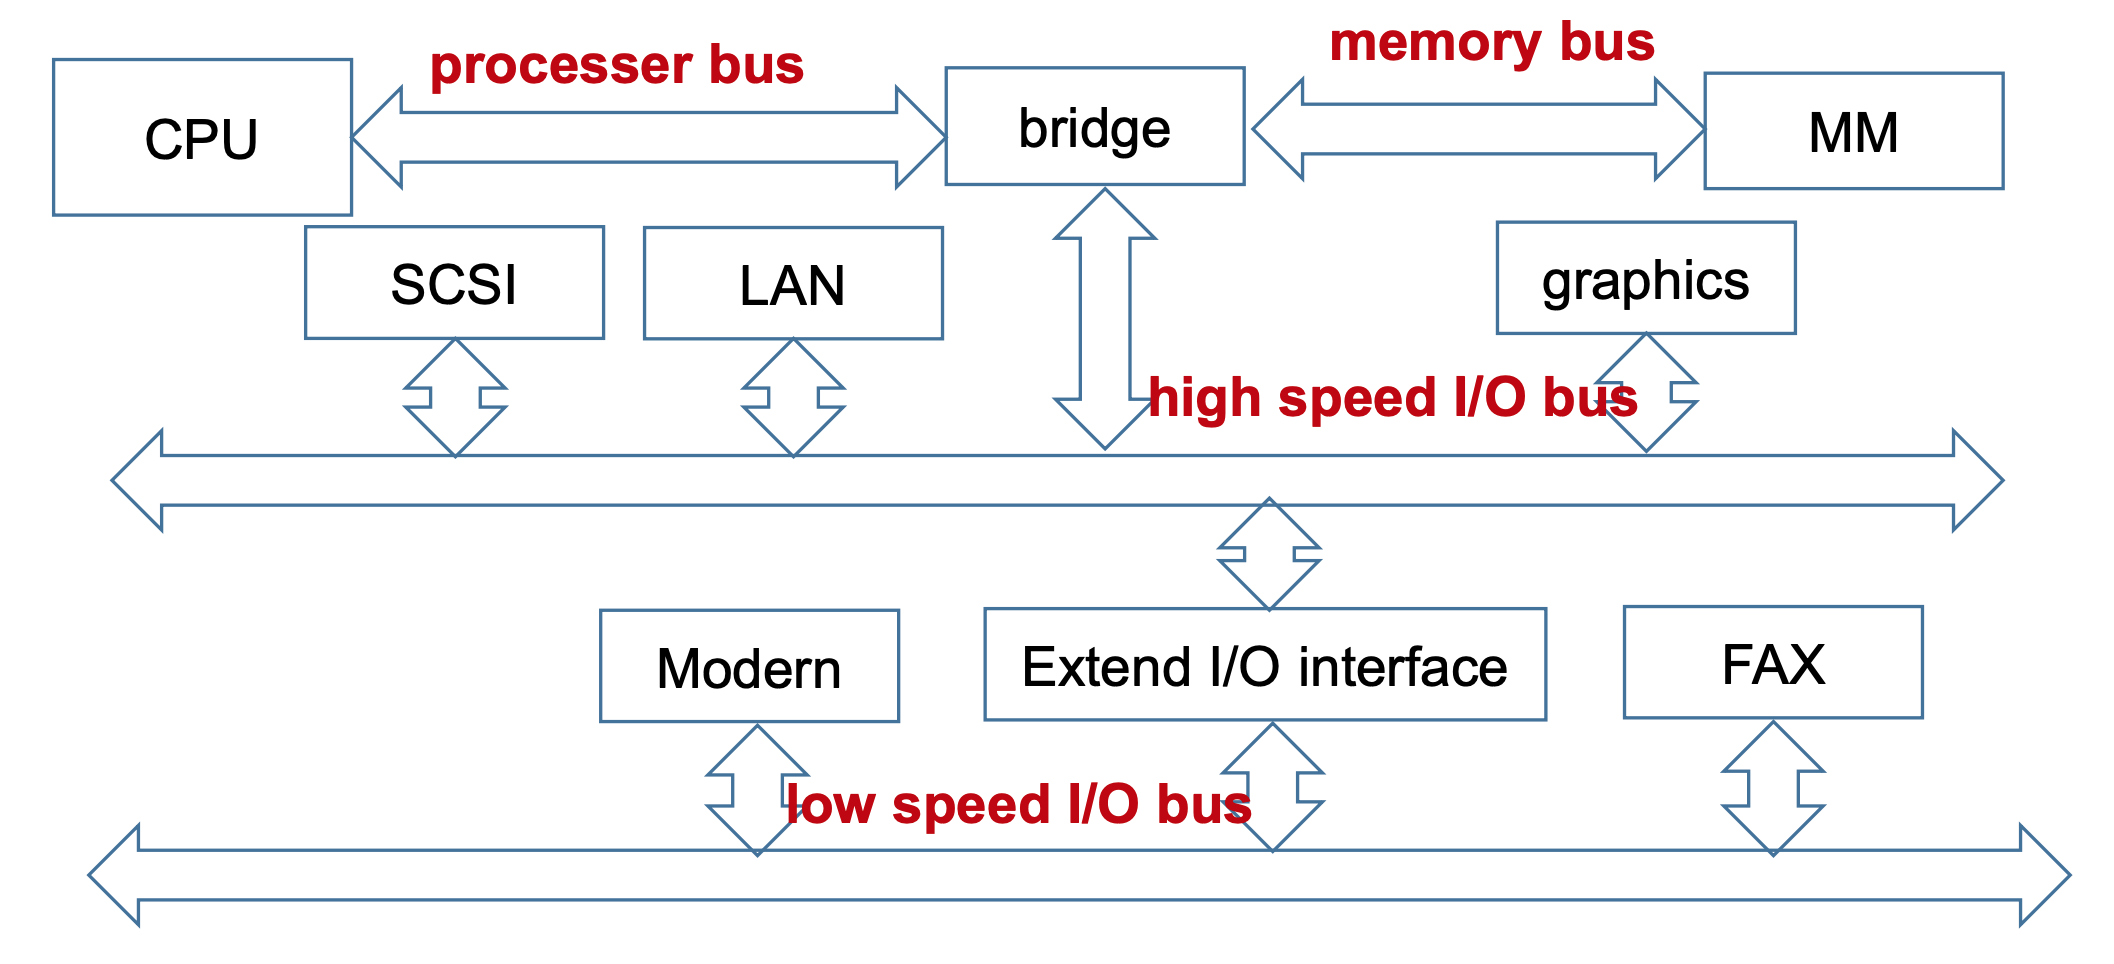 processer bus
memory bus
CPU
bridge
MM
SCSI
LAN
graphics
high speed I/O bus
Modern
Extend I/O interface
FAX
low speed I/O bus